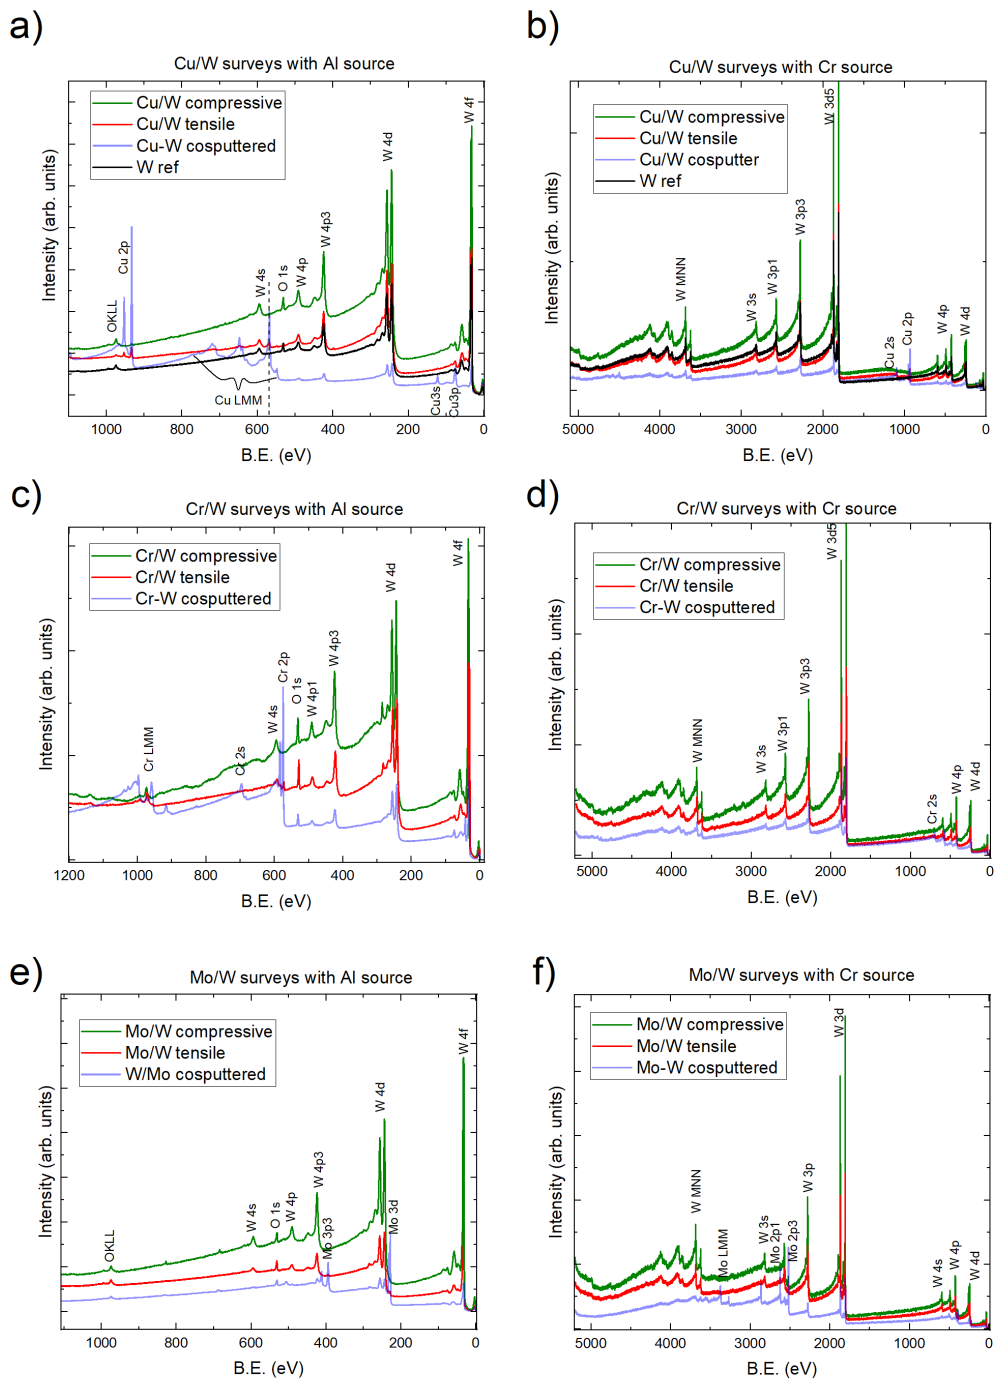 a)
Cu/W surveys with Al source
Cu/W compressive
Cu/W tensile
Cu-W cosputtered
W ref
Intensity (arb. units)
OKLL
Cu 2p
W 4s
O 1s
W 4p
W 4p3
W 4d
W 4f
Cu LMM
Cu3s
Cu3p
1000 800 600 400 200 0
B.E. (eV)
b)
Cu/W surveys with Cr source
Cu/W compressive
Cu/W tensile
Cu/W cosputter
W ref
Intensity (arb. units)
W MNN
W 3s
W 3p1
W 3p3
W 3d5
Cu 2s
Cu 2p
W 4p
W 4d
5000 4000 3000 2000 1000 0
B.E. (eV)
c)
Cr/W surveys with Al source
Cr/W compressive
Cr/W tensile
Cr-W cosputtered
Intensity (arb. units)
Cr LMM
Cr 2s
W 4s
Cr 2p
O 1s
W 4p1
W 4p3
W 4d
W 4f
1200 1000 800 600 400 200 0
B.E. (eV)
d)
Cr/W surveys with Cr source
Cr/W compressive
Cr/W tensile
Cr-W cosputtered
Intensity (arb. units)
W MNN
W 3s
W 3p1
W 3p3
W 3d5
Cr 2s
W 4p
W 4d
5000 4000 3000 2000 1000 0
B.E. (eV)
e)
Mo/W surveys with Al source
Mo/W compressive
Mo/W tensile
W/Mo cosputtered
Intensity (arb. units)
OKLL
W 4s
O 1s
W 4p
W 4p3
Mo 3p3
W 4d
Mo 3d
W 4f
1000 800 600 400 200 0
B.E. (eV)
f)
Mo/W surveys with Cr source
Mo/W compressive
Mo/W tensile
Mo-W cosputtered
Intensity (arb. units)
W MNN
Mo LMM
W 3s
Mo 2p1
Mo 2p3
W 3p
W 3d
W 4s
W 4p
W 4d
5000 4000 3000 2000 1000 0
B.E. (eV)